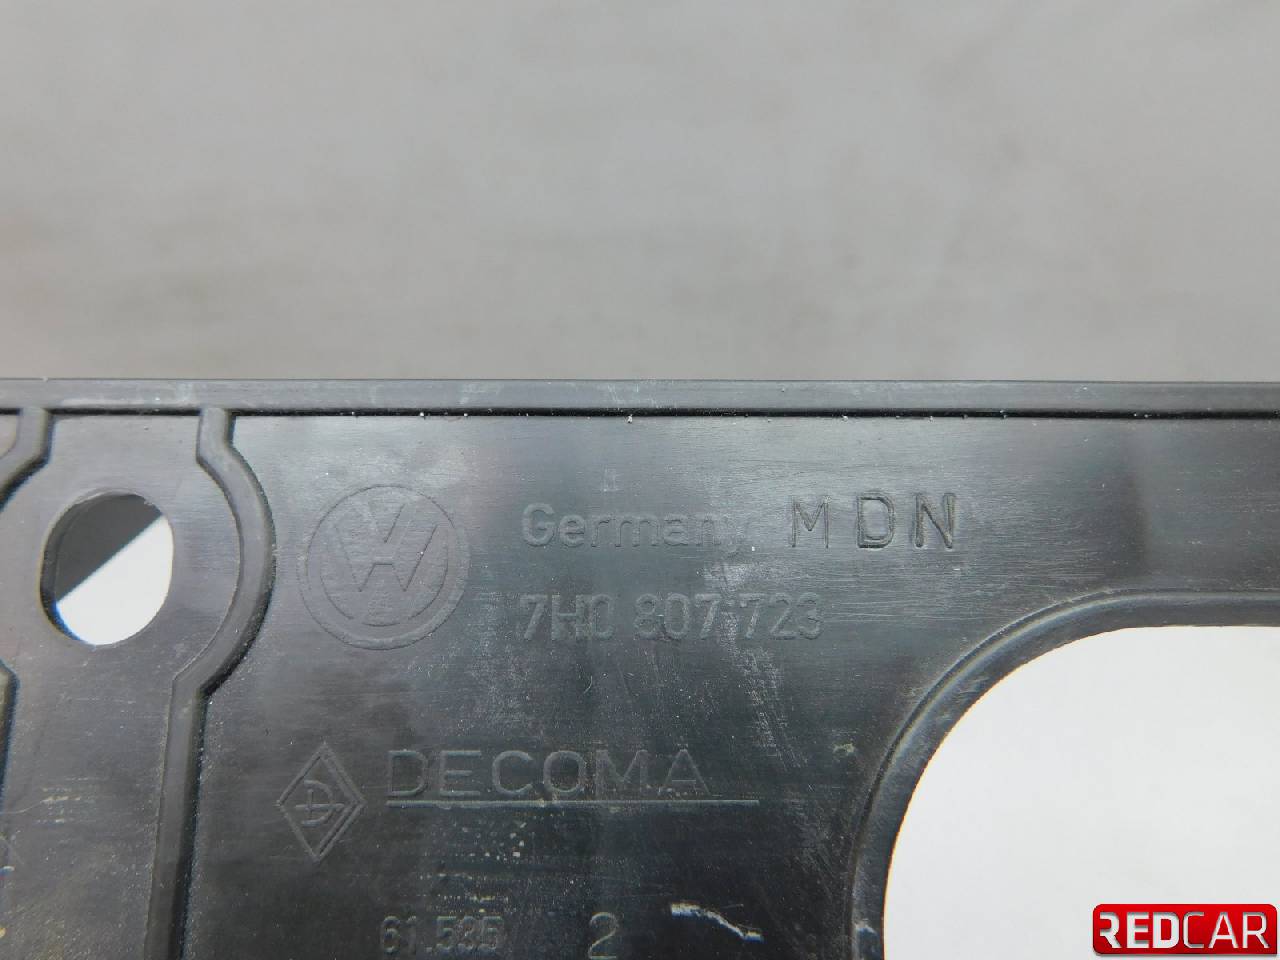 Germany MDN
7H0 807 723
DECOMA
61.535 2
REDCAR